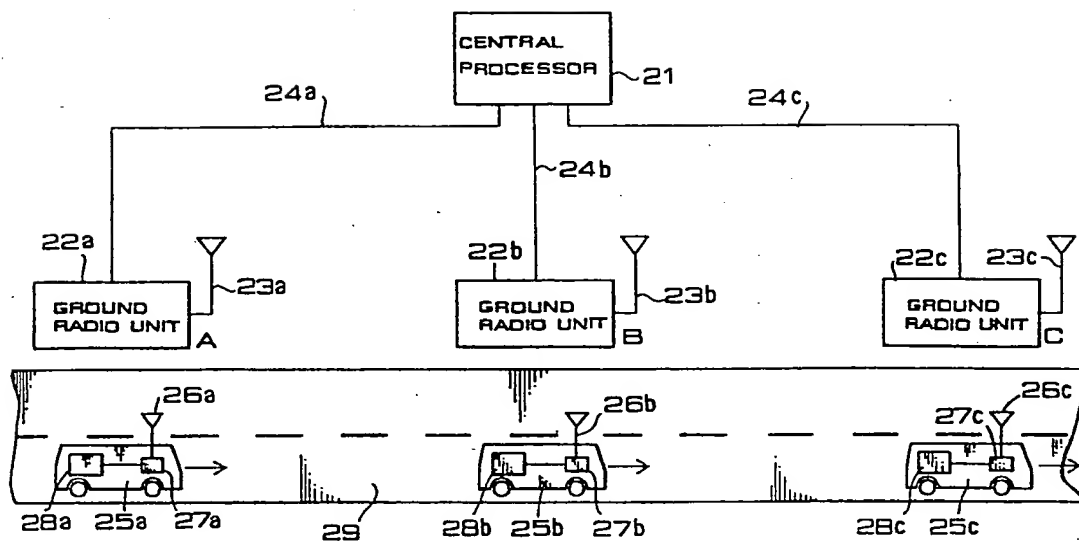 CENTRAL
PROCESSOR
21
24a
24c
24b
22a
22b
22c
23a
23b
23c
GROUND
RADIO UNIT
A
GROUND
RADIO UNIT
B
GROUND
RADIO UNIT
C
26a
26b
27c
26c
28a
25a
27a
29
28b
25b
27b
28c
25c